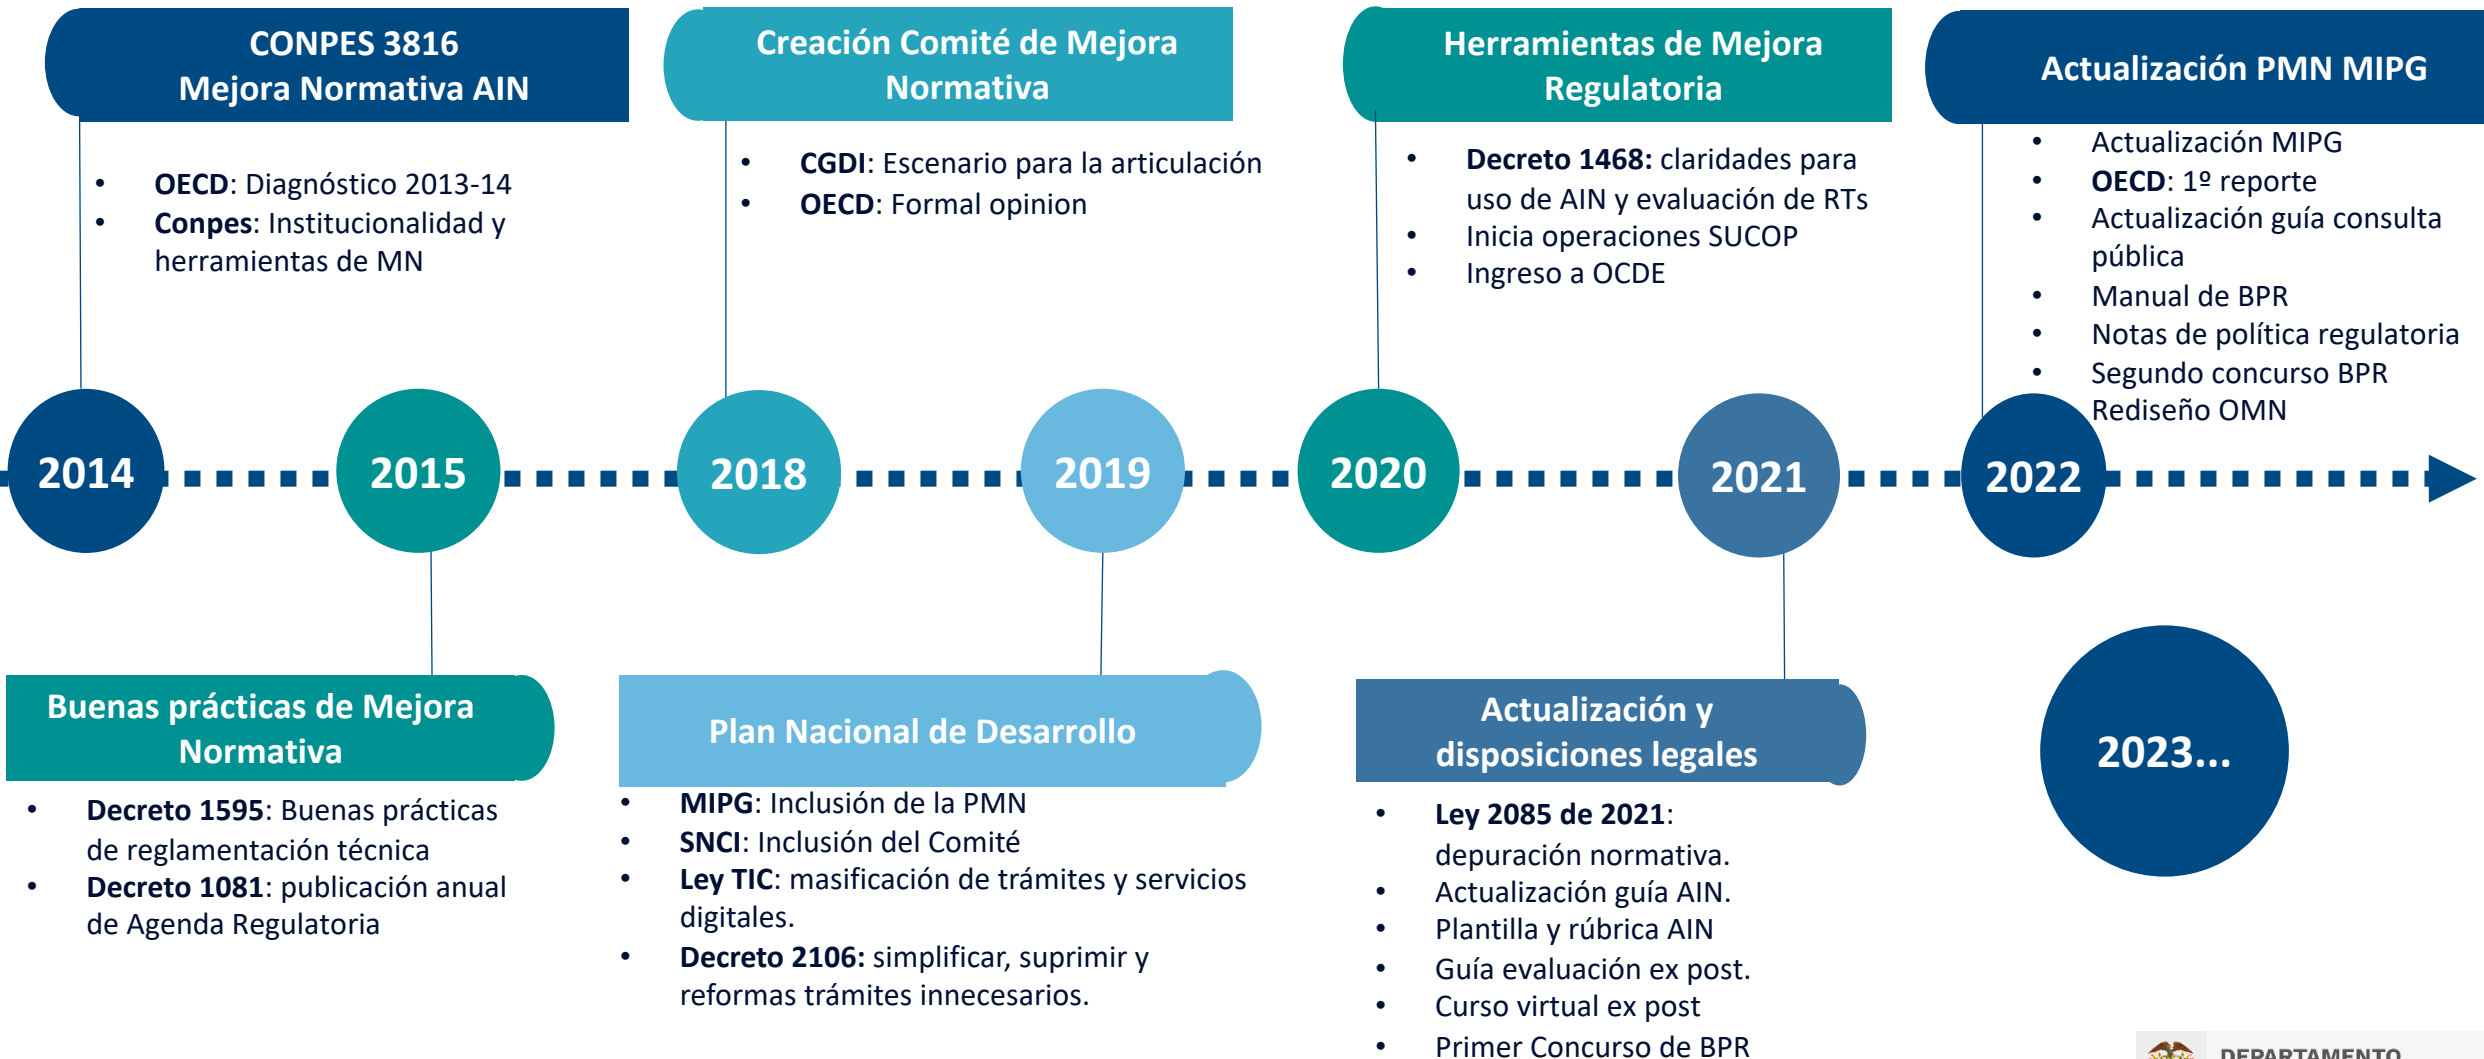 CONPES 3816
Mejora Normativa AIN
• OECD: Diagnóstico 2013-14
• Conpes: Institucionalidad y
herramientas de MN
Creación Comité de Mejora
Normativa
• CGDI: Escenario para la articulación
• OECD: Formal opinion
Herramientas de Mejora
Regulatoria
• Decreto 1468: claridades para
uso de AIN y evaluación de RTs
• Inicia operaciones SUCOP
• Ingreso a OCDE
Actualización PMN MIPG
• Actualización MIPG
• OECD: 1º reporte
• Actualización guía consulta
pública
• Manual de BPR
• Notas de política regulatoria
• Segundo concurso BPR
Rediseño OMN
2014
2015
2018
2019
2020
2021
2022
Buenas prácticas de Mejora
Normativa
• Decreto 1595: Buenas prácticas
de reglamentación técnica
• Decreto 1081: publicación anual
de Agenda Regulatoria
Plan Nacional de Desarrollo
• MIPG: Inclusión de la PMN
• SNCI: Inclusión del Comité
• Ley TIC: masificación de trámites y servicios
digitales.
• Decreto 2106: simplificar, suprimir y
reformas trámites innecesarios.
Actualización y
disposiciones legales
• Ley 2085 de 2021:
depuración normativa.
• Actualización guía AIN.
• Plantilla y rúbrica AIN
• Guía evaluación ex post.
• Curso virtual ex post
• Primer Concurso de BPR
2023...
DEPARTAMENTO